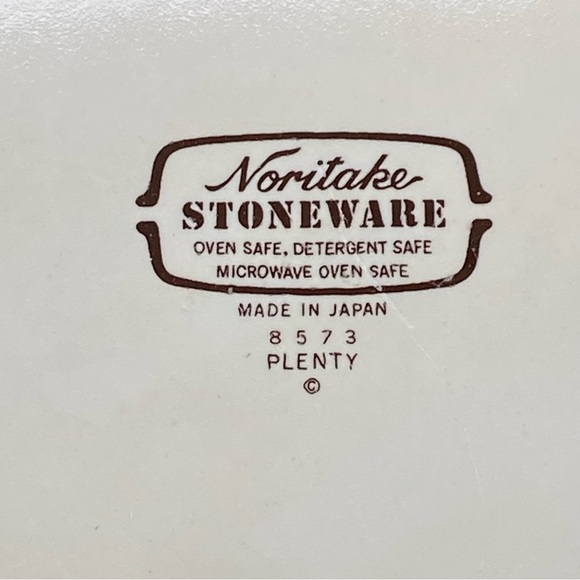 Noritake
STONEWARE
OVEN SAFE, DETERGENT SAFE
MICROWAVE OVEN SAFE
MADE IN JAPAN
8573
PLENTY
©